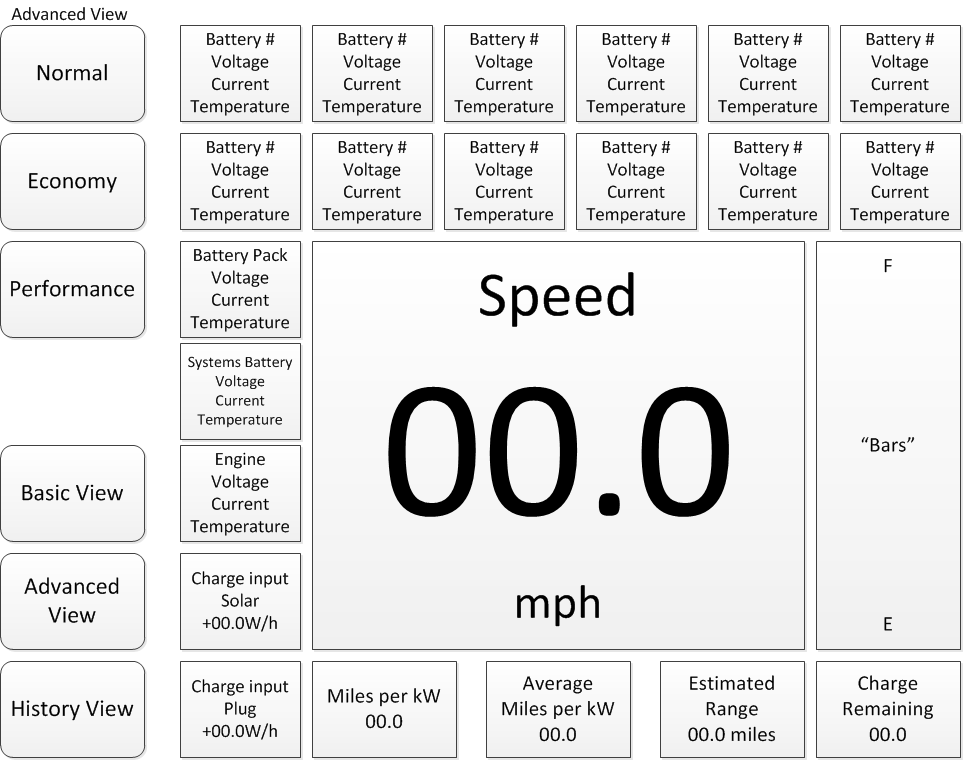 Advanced View
Normal
Battery #
Voltage
Current
Temperature
Battery #
Voltage
Current
Temperature
Battery #
Voltage
Current
Temperature
Battery #
Voltage
Current
Temperature
Battery #
Voltage
Current
Temperature
Battery #
Voltage
Current
Temperature
Economy
Battery #
Voltage
Current
Temperature
Battery #
Voltage
Current
Temperature
Battery #
Voltage
Current
Temperature
Battery #
Voltage
Current
Temperature
Battery #
Voltage
Current
Temperature
Battery #
Voltage
Current
Temperature
Performance
Battery Pack
Voltage
Current
Temperature
Systems Battery
Voltage
Current
Temperature
Basic View
Engine
Voltage
Current
Temperature
Advanced
View
Charge input
Solar
+00.0W/h
Speed
00.0
mph
F
“Bars”
E
History View
Charge input
Plug
+00.0W/h
Miles per kW
00.0
Average
Miles per kW
00.0
Estimated
Range
00.0 miles
Charge
Remaining
00.0